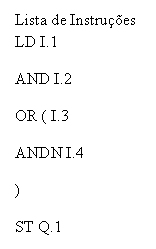 Lista de Instruções
LD I.1
AND I.2
OR ( I.3
ANDN I.4
)
ST Q.1